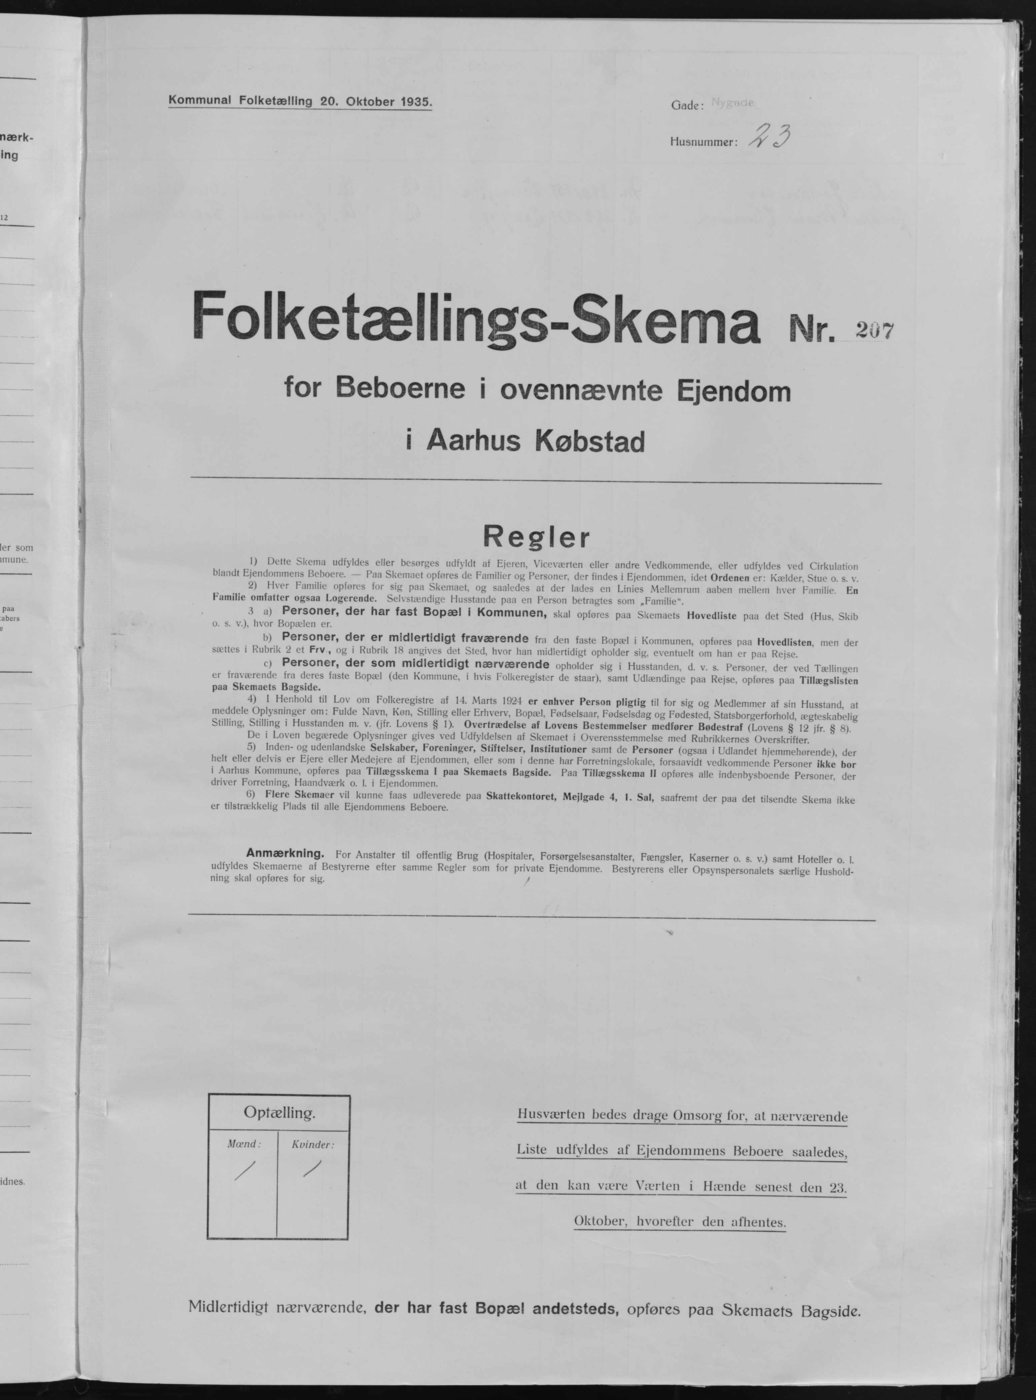 nærk-
ing
12
ler som
mmune.
paa
cabers
e
idnes.
Kommunal Folketælling 20. Oktober 1935.
Gade: Nygade
Husnummer: 23
Folketællings-Skema Nr. 207
for Beboerne i ovennævnte Ejendom
i Aarhus Købstad
Regler
1) Dette Skema udfyldes eller besørges udfyldt af Ejeren, Viceværten eller andre Vedkommende, eller udfyldes ved Cirkulation
blandt Ejendommens Beboere. — Paa Skemaet opføres de Familier og Personer, der findes i Ejendommen, idet Ordenen er: Kælder, Stue o. s. v.
2) Hver Familie opføres for sig paa Skemaet, og saaledes at der lades en Linies Mellemrum aaben mellem hver Familie. En
Familie omfatter ogsaa Logerende. Selvstændige Husstande paa en Person betragtes som „Familie“.
3 a) Personer, der har fast Bopæl i Kommunen, skal opføres paa Skemaets Hovedliste paa det Sted (Hus, Skib
o. s. v.), hvor Bopælen er.
b) Personer, der er midlertidigt fraværende fra den faste Bopæl i Kommunen, opføres paa Hovedlisten, men der
sættes i Rubrik 2 et Frv., og i Rubrik 18 angives det Sted, hvor han midlertidigt opholder sig, eventuelt om han er paa Rejse.
c) Personer, der som midlertidigt nærværende opholder sig i Husstanden, d. v. s. Personer, der ved Tællingen
er fraværende fra deres faste Bopæl (den Kommune, i hvis Folkeregister de staar), samt Udlændinge paa Rejse, opføres paa Tillægslisten
paa Skemaets Bagside.
4) I Henhold til Lov om Folkeregistre af 14. Marts 1924 er enhver Person pligtig til for sig og Medlemmer af sin Husstand, at
meddele Oplysninger om: Fulde Navn, Køn, Stilling eller Erhverv, Bopæl, Fødselsaar, Fødselsdag og Fødested, Statsborgerforhold, ægteskabelig
Stilling, Stilling i Husstanden m. v. (jfr. Lovens § 1). Overtrædelse af Lovens Bestemmelser medfører Bødestraf (Lovens § 12 jfr. § 8).
De i Loven begærede Oplysninger gives ved Udfyldelsen af Skemaet i Overensstemmelse med Rubrikkernes Overskrifter.
5) Inden- og udenlandske Selskaber, Foreninger, Stiftelser, Institutioner samt de Personer (ogsaa i Udlandet hjemmehørende), der
helt eller delvis er Ejere eller Medejere af Ejendommen, eller som i denne har Forretningslokale, forsaavidt vedkommende Personer ikke bor
i Aarhus Kommune, opføres paa Tillægsskema I paa Skemaets Bagside. Paa Tillægsskema II opføres alle indenbysboende Personer, der
driver Forretning, Haandværk o. l. i Ejendommen.
6) Flere Skemaer vil kunne faas udleverede paa Skattekontoret, Mejlgade 4, 1. Sal, saafremt der paa det tilsendte Skema ikke
er tilstrækkelig Plads til alle Ejendommens Beboere.
Anmærkning. For Anstalter til offentlig Brug (Hospitaler, Forsørgelsesanstalter, Fængsler, Kaserner o. s. v.) samt Hoteller o. l.
udfyldes Skemaerne af Bestyrerne efter samme Regler som for private Ejendomme. Bestyrerens eller Opsynspersonalets særlige Hushold-
ning skal opføres for sig.
Optælling.
Mænd: Kvinder:
1 1
Husværten bedes drage Omsorg for, at nærværende
Liste udfyldes af Ejendommens Beboere saaledes,
at den kan være Værten i Hænde senest den 23.
Oktober, hvorefter den afhentes.
Midlertidigt nærværende, der har fast Bopæl andetsteds, opføres paa Skemaets Bagside.